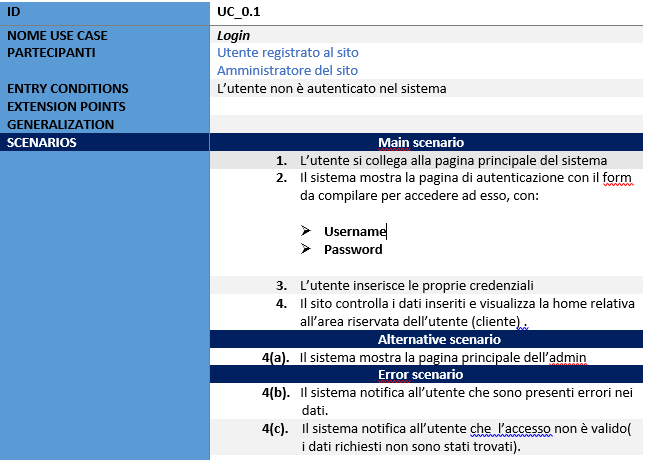 ID UC_0.1
NOME USE CASE Login
PARTECIPANTI Utente registrato al sito
Amministratore del sito
ENTRY CONDITIONS L'utente non è autenticato nel sistema
EXTENSION POINTS
GENERALIZATION
SCENARIOS Main scenario
1. L'utente si collega alla pagina principale del sistema
2. Il sistema mostra la pagina di autenticazione con il form
da compilare per accedere ad esso, con:
➢ Username
➢ Password
3. L'utente inserisce le proprie credenziali
4. Il sito controlla i dati inseriti e visualizza la home relativa
all'area riservata dell'utente (cliente) .
Alternative scenario
4(a). Il sistema mostra la pagina principale dell'admin
Error scenario
4(b). Il sistema notifica all'utente che sono presenti errori nei
dati.
4(c). Il sistema notifica all'utente che l'accesso non è valido(
i dati richiesti non sono stati trovati).